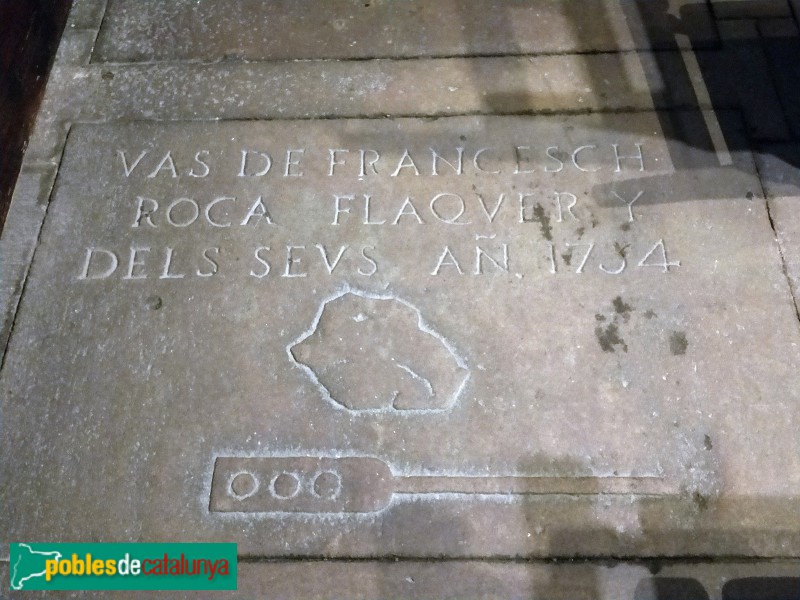 VAS DE FRANCESCH
ROCA FLAQVER Y
DELS SEVS AÑ. 1734
poblesdecatalunya